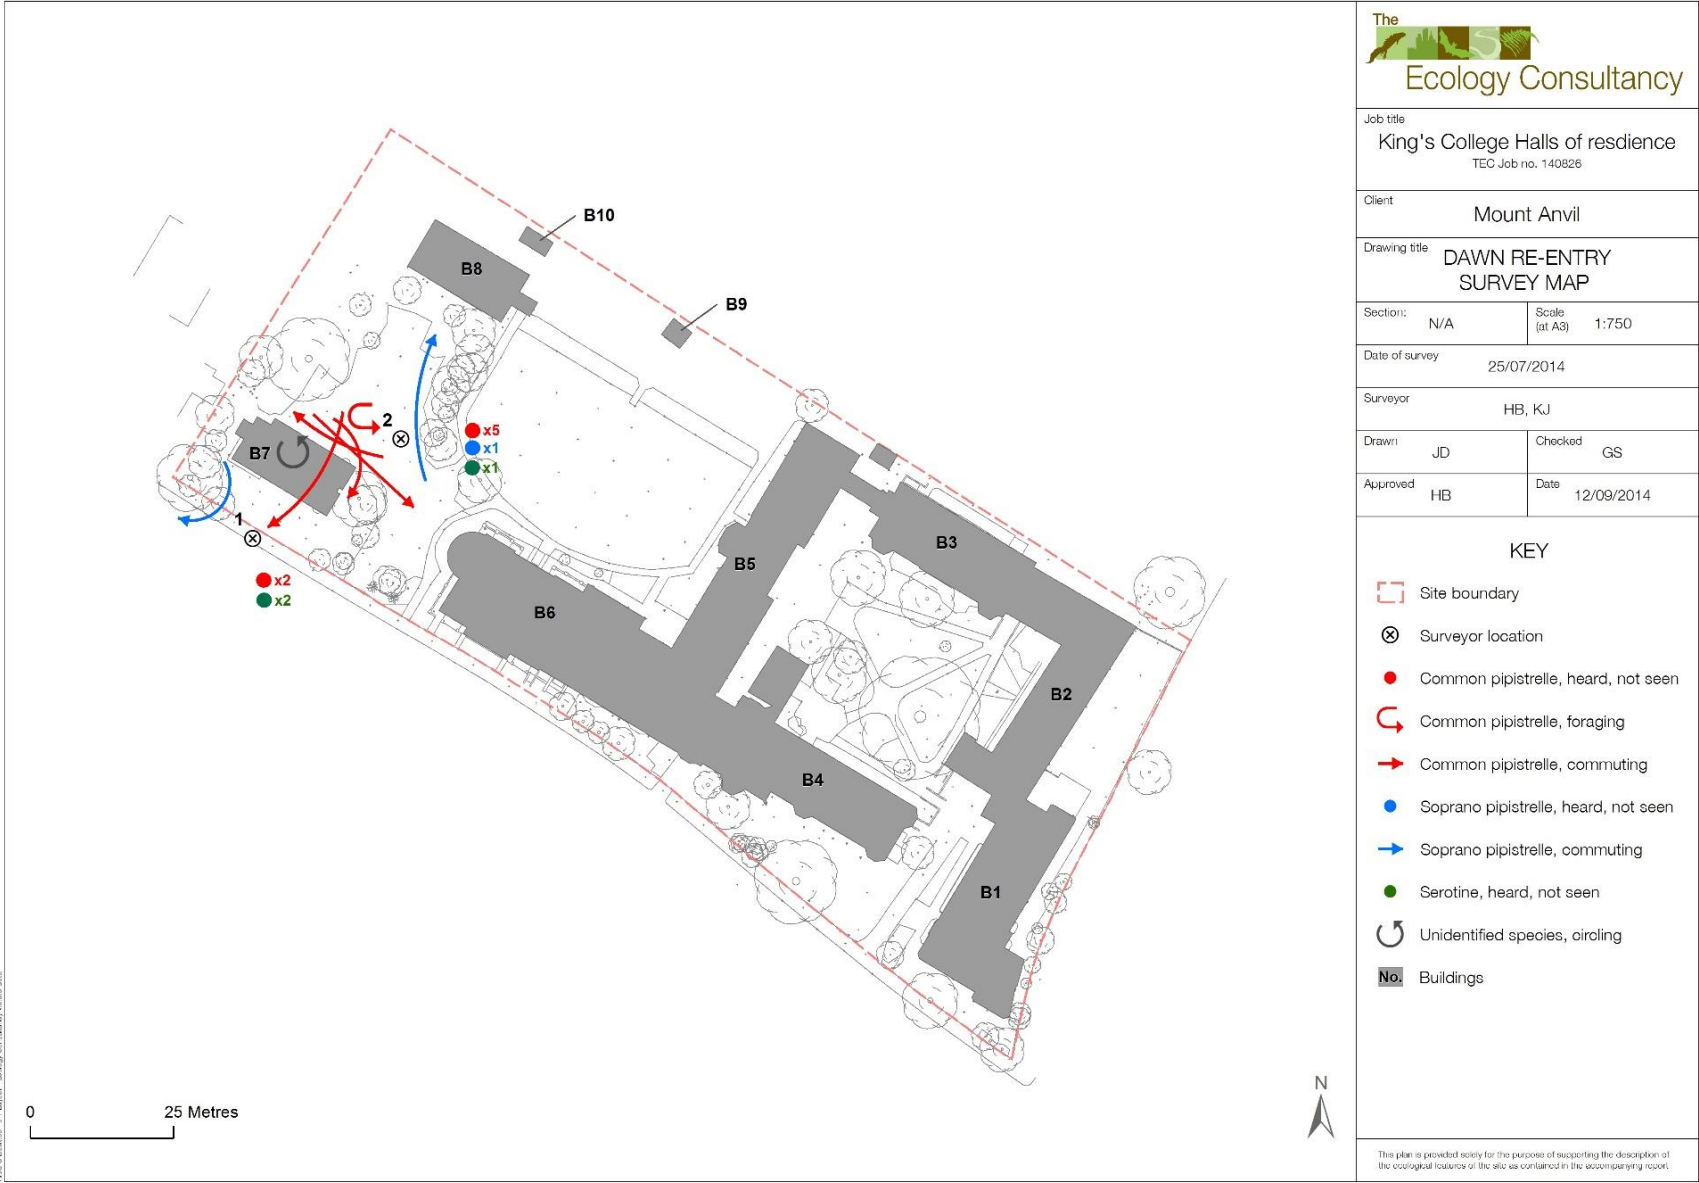 The
Ecology Consultancy
Job title
King's College Halls of resdience
TEC Job no. 140826
Client
Mount Anvil
Drawing title
DAWN RE-ENTRY
SURVEY MAP
Section:
N/A
Scale
(at A3)
1:750
Date of survey
25/07/2014
Surveyor
HB, KJ
Drawn
JD
Checked
GS
Approved
HB
Date
12/09/2014
KEY
Site boundary
Surveyor location
Common pipistrelle, heard, not seen
Common pipistrelle, foraging
Common pipistrelle, commuting
Soprano pipistrelle, heard, not seen
Soprano pipistrelle, commuting
Serotine, heard, not seen
Unidentified species, circling
No. Buildings
This plan is provided solely for the purpose of supporting the description of
the ecological features of the site as contained in the accompanying report
B10
B8
B9
2
x5
x1
x1
B7
1
x2
x2
B3
B5
B6
B2
B4
B1
N
0 25 Metres